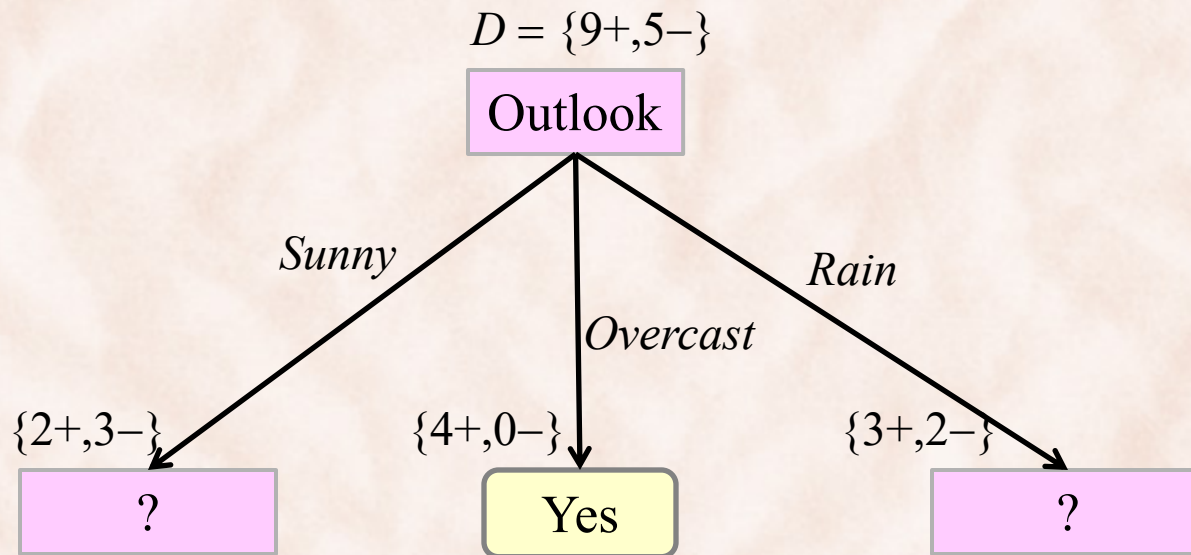 D = {9+,5−}
Outlook
Sunny
Rain
Overcast
{2+,3−}
{4+,0−}
{3+,2−}
?
Yes
?